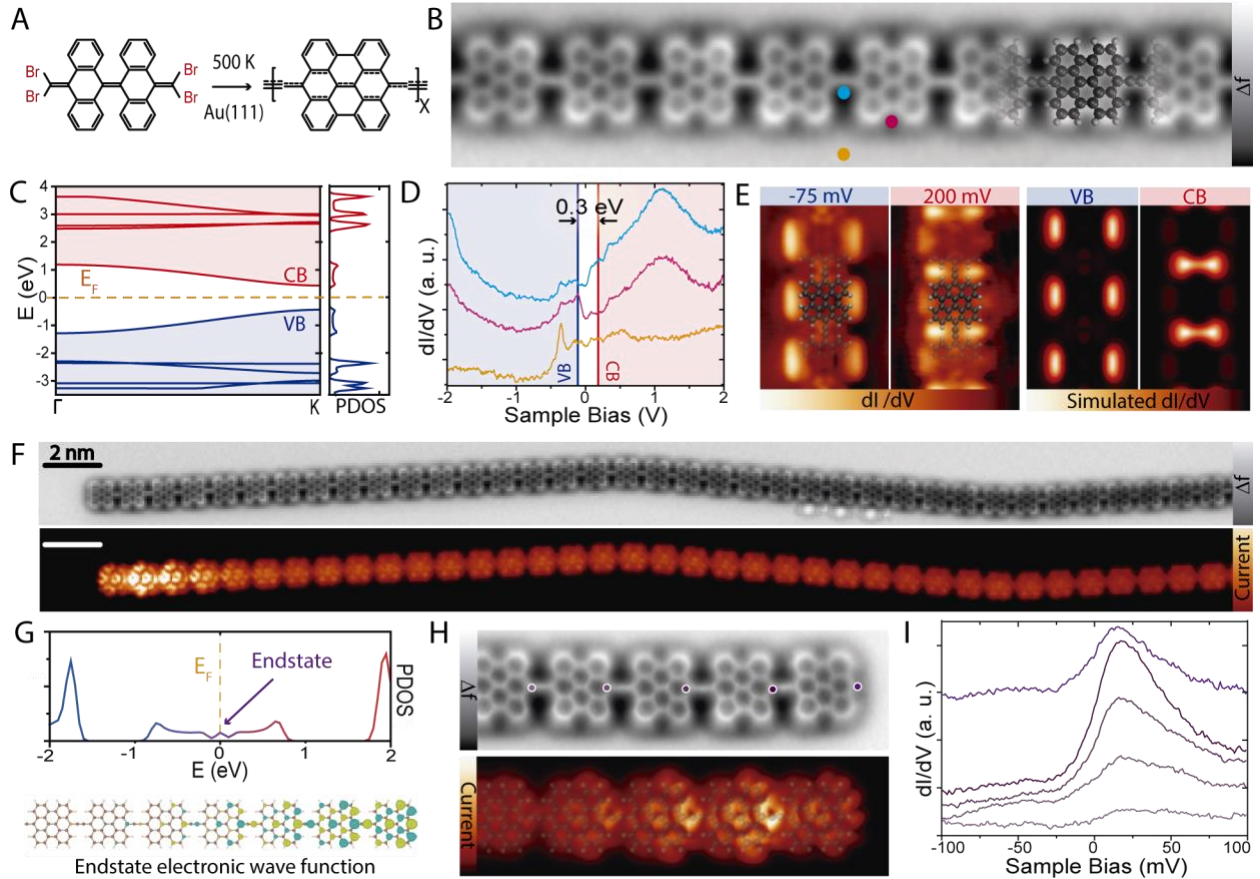 A
Br
Br
Br
Br
500 K
Au(111)
X
B
Δf
C
4
3
2
1
0
-1
-2
-3
E (eV)
E_F
CB
VB
Γ
K
PDOS
D
0.3 eV
dI/dV (a. u.)
VB
CB
-2
-1
0
1
2
Sample Bias (V)
E
-75 mV
200 mV
VB
CB
dI /dV
Simulated dI/dV
F
2 nm
Δf
Current
G
E_F
Endstate
PDOS
-2
-1
0
1
2
E (eV)
Endstate electronic wave function
H
Δf
Current
I
dI/dV (a. u.)
-100
-50
0
50
100
Sample Bias (mV)